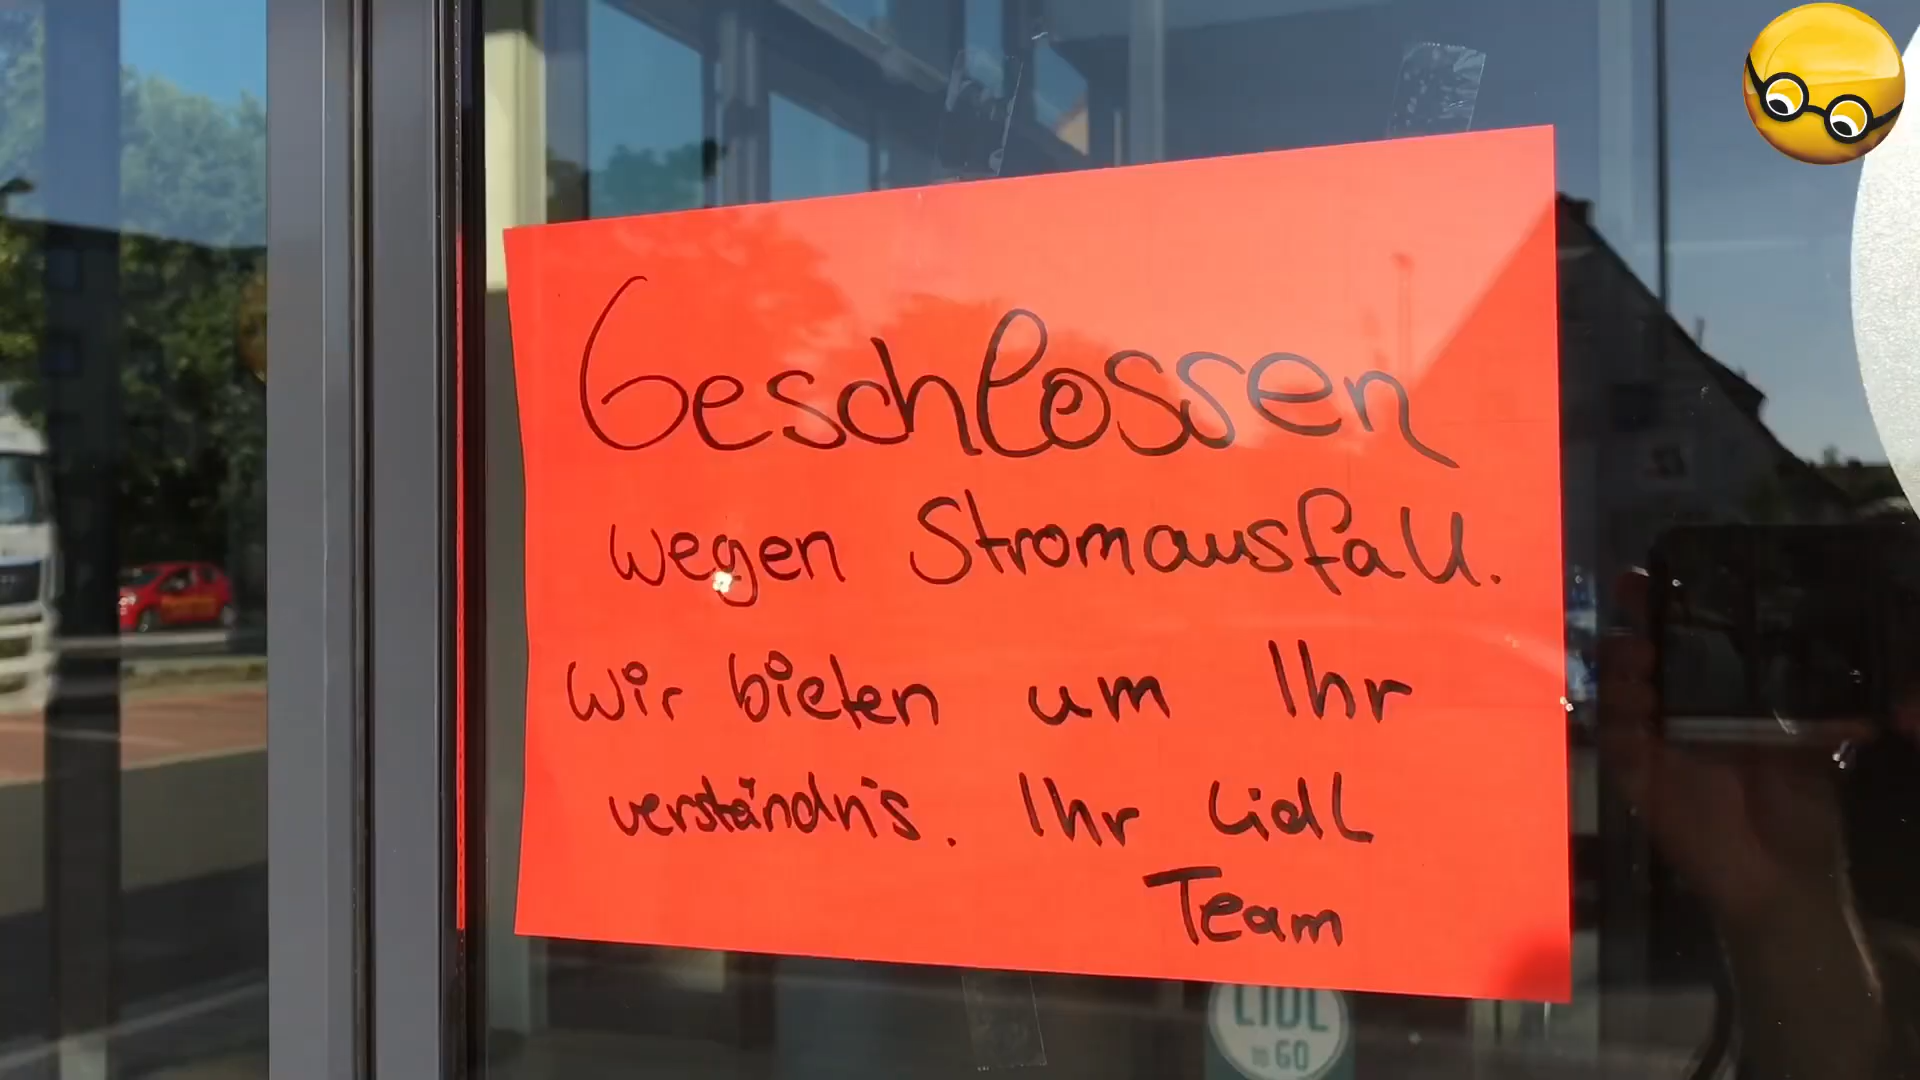 Geschlossen
wegen Stromausfall.
Wir bieten um Ihr
verständnis. Ihr Lidl
Team
LIDL
TO GO